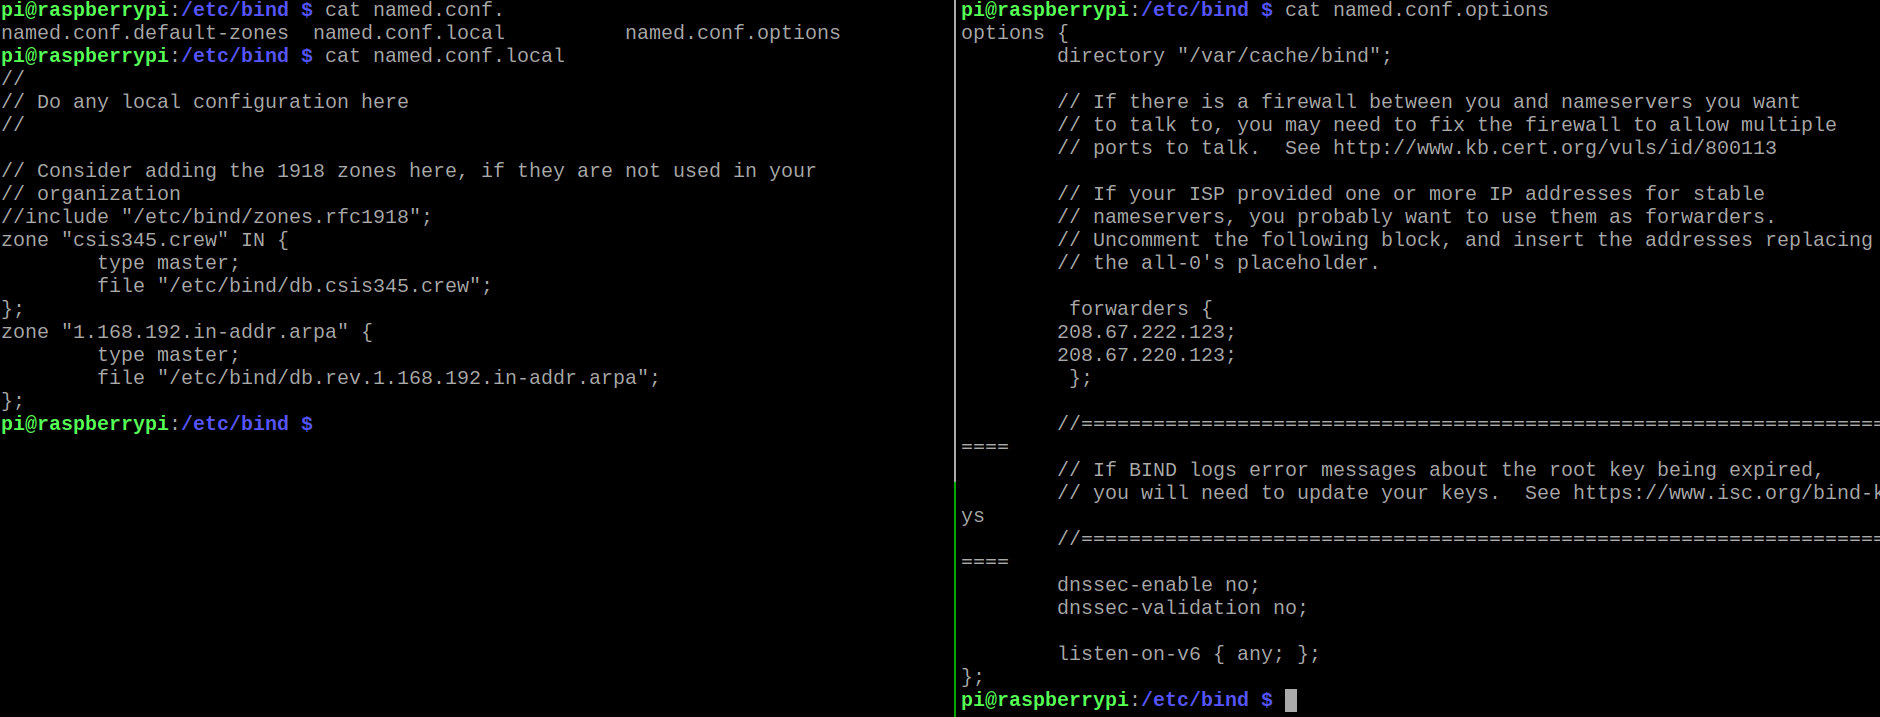 pi@raspberrypi:/etc/bind $ cat named.conf.
named.conf.default-zones  named.conf.local          named.conf.options
pi@raspberrypi:/etc/bind $ cat named.conf.local
//
// Do any local configuration here
//

// Consider adding the 1918 zones here, if they are not used in your
// organization
//include "/etc/bind/zones.rfc1918";
zone "csis345.crew" IN {
        type master;
        file "/etc/bind/db.csis345.crew";
};
zone "1.168.192.in-addr.arpa" {
        type master;
        file "/etc/bind/db.rev.1.168.192.in-addr.arpa";
};
pi@raspberrypi:/etc/bind $
pi@raspberrypi:/etc/bind $ cat named.conf.options
options {
        directory "/var/cache/bind";

        // If there is a firewall between you and nameservers you want
        // to talk to, you may need to fix the firewall to allow multiple
        // ports to talk.  See http://www.kb.cert.org/vuls/id/800113

        // If your ISP provided one or more IP addresses for stable
        // nameservers, you probably want to use them as forwarders.
        // Uncomment the following block, and insert the addresses replacing
        // the all-0's placeholder.

         forwarders {
        208.67.222.123;
        208.67.220.123;
         };

        //===================================================================
====
        // If BIND logs error messages about the root key being expired,
        // you will need to update your keys.  See https://www.isc.org/bind-k
ys
        //===================================================================
====
        dnssec-enable no;
        dnssec-validation no;

        listen-on-v6 { any; };
};
pi@raspberrypi:/etc/bind $